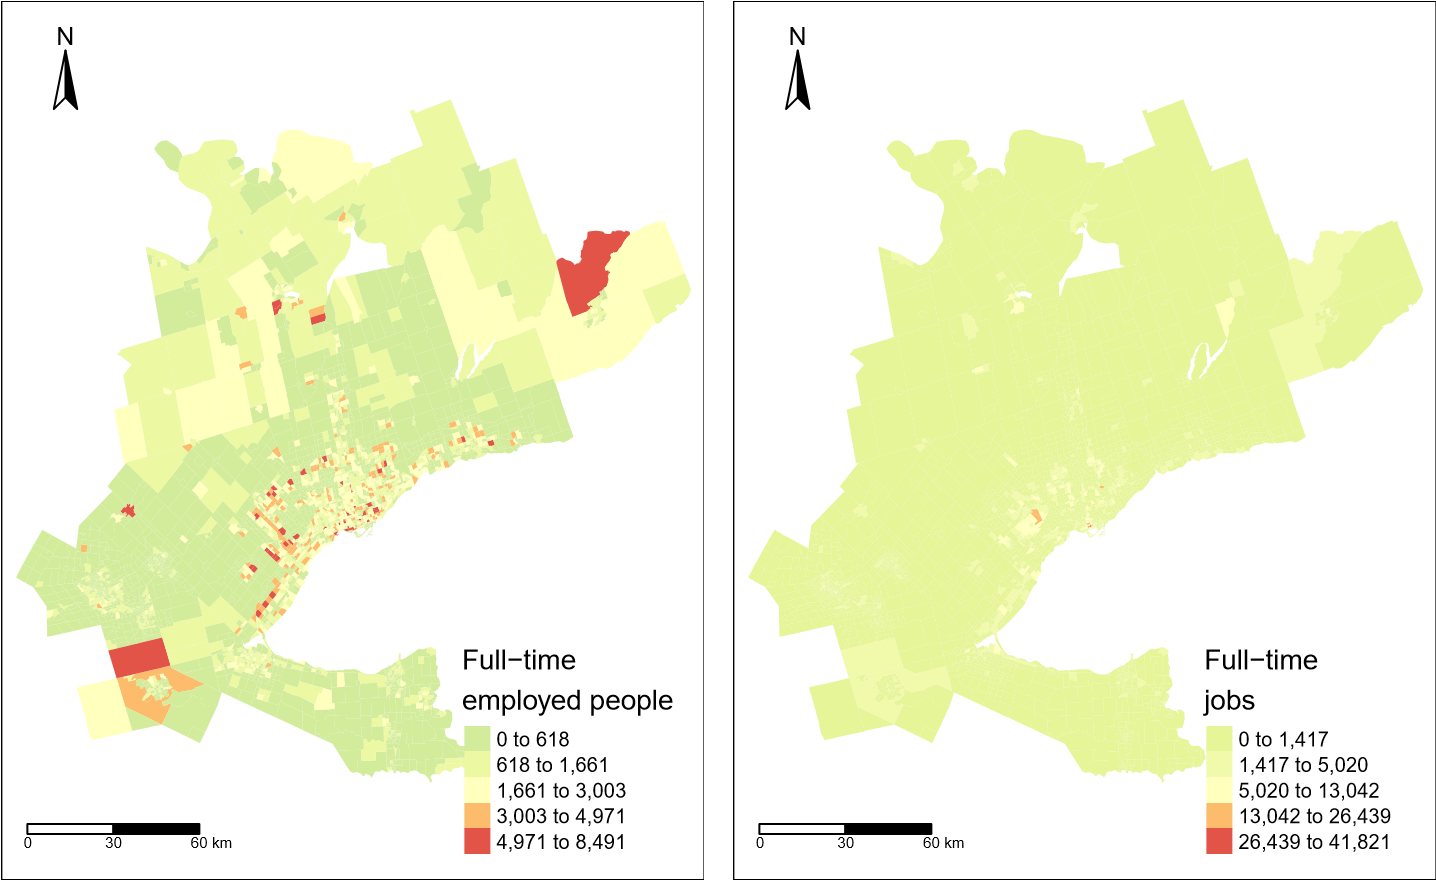 N
Full−time
employed people
0 to 618
618 to 1,661
1,661 to 3,003
3,003 to 4,971
4,971 to 8,491
0 30 60 km
N
Full−time
jobs
0 to 1,417
1,417 to 5,020
5,020 to 13,042
13,042 to 26,439
26,439 to 41,821
0 30 60 km